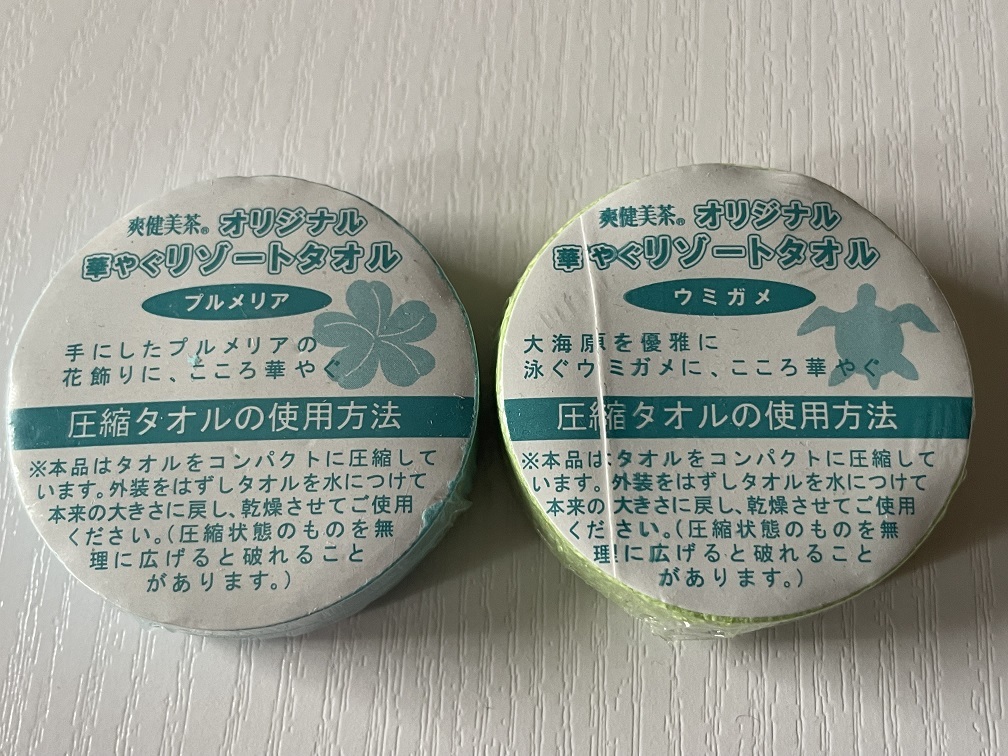 爽健美茶® オリジナル
華やぐリゾートタオル
プルメリア
手にしたプルメリアの
花飾りに、こころ華やぐ
圧縮タオルの使用方法
※本品はタオルをコンパクトに圧縮して
います。外装をはずしタオルを水につけて
本来の大きさに戻し、乾燥させてご使用
ください。(圧縮状態のものを無
理に広げると破れること
があります。)
爽健美茶® オリジナル
華やぐリゾートタオル
ウミガメ
大海原を優雅に
泳ぐウミガメに、こころ華やぐ
圧縮タオルの使用方法
※本品はタオルをコンパクトに圧縮して
います。外装をはずしタオルを水につけて
本来の大きさに戻し、乾燥させてご使用
ください。(圧縮状態のものを無
理に広げると破れること
があります。)